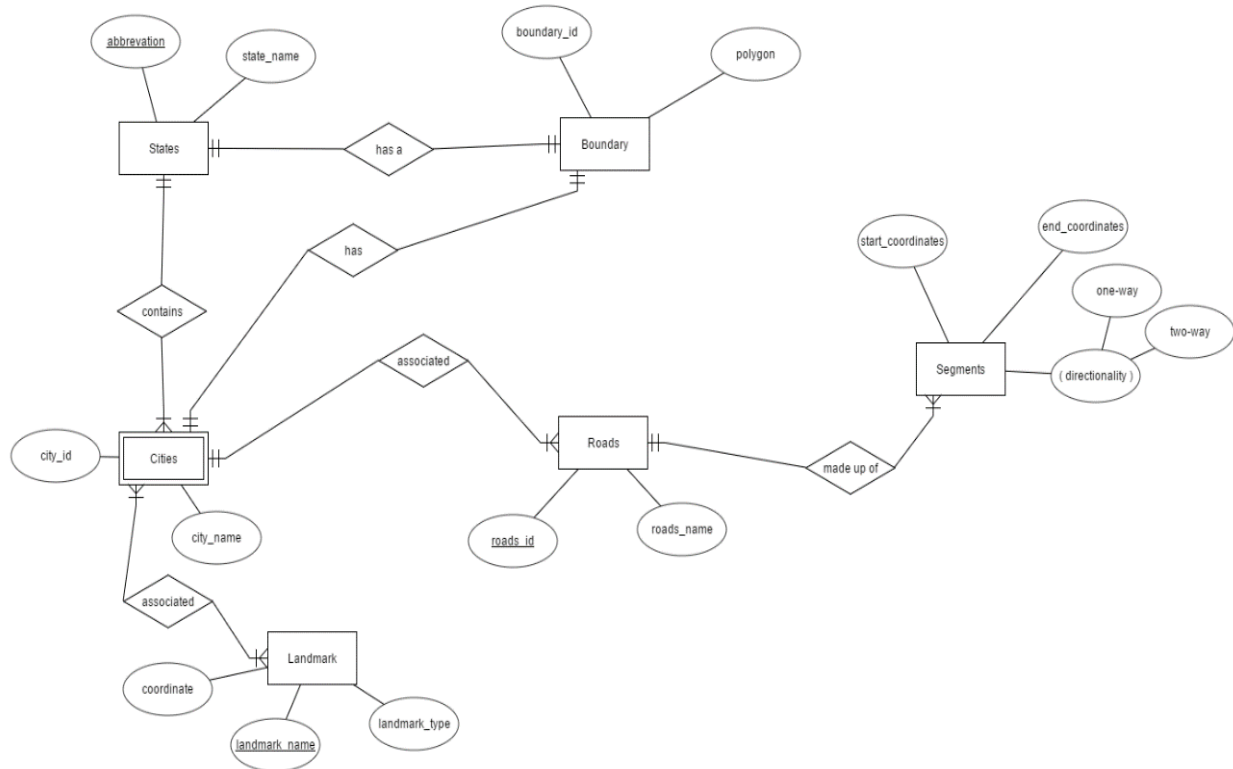 abbrevation
state_name
boundary_id
polygon
States
has a
Boundary
has
start_coordinates
end_coordinates
one-way
two-way
contains
associated
Segments
( directionality )
city_id
Cities
Roads
made up of
city_name
roads_id
roads_name
associated
Landmark
coordinate
landmark_type
landmark_name